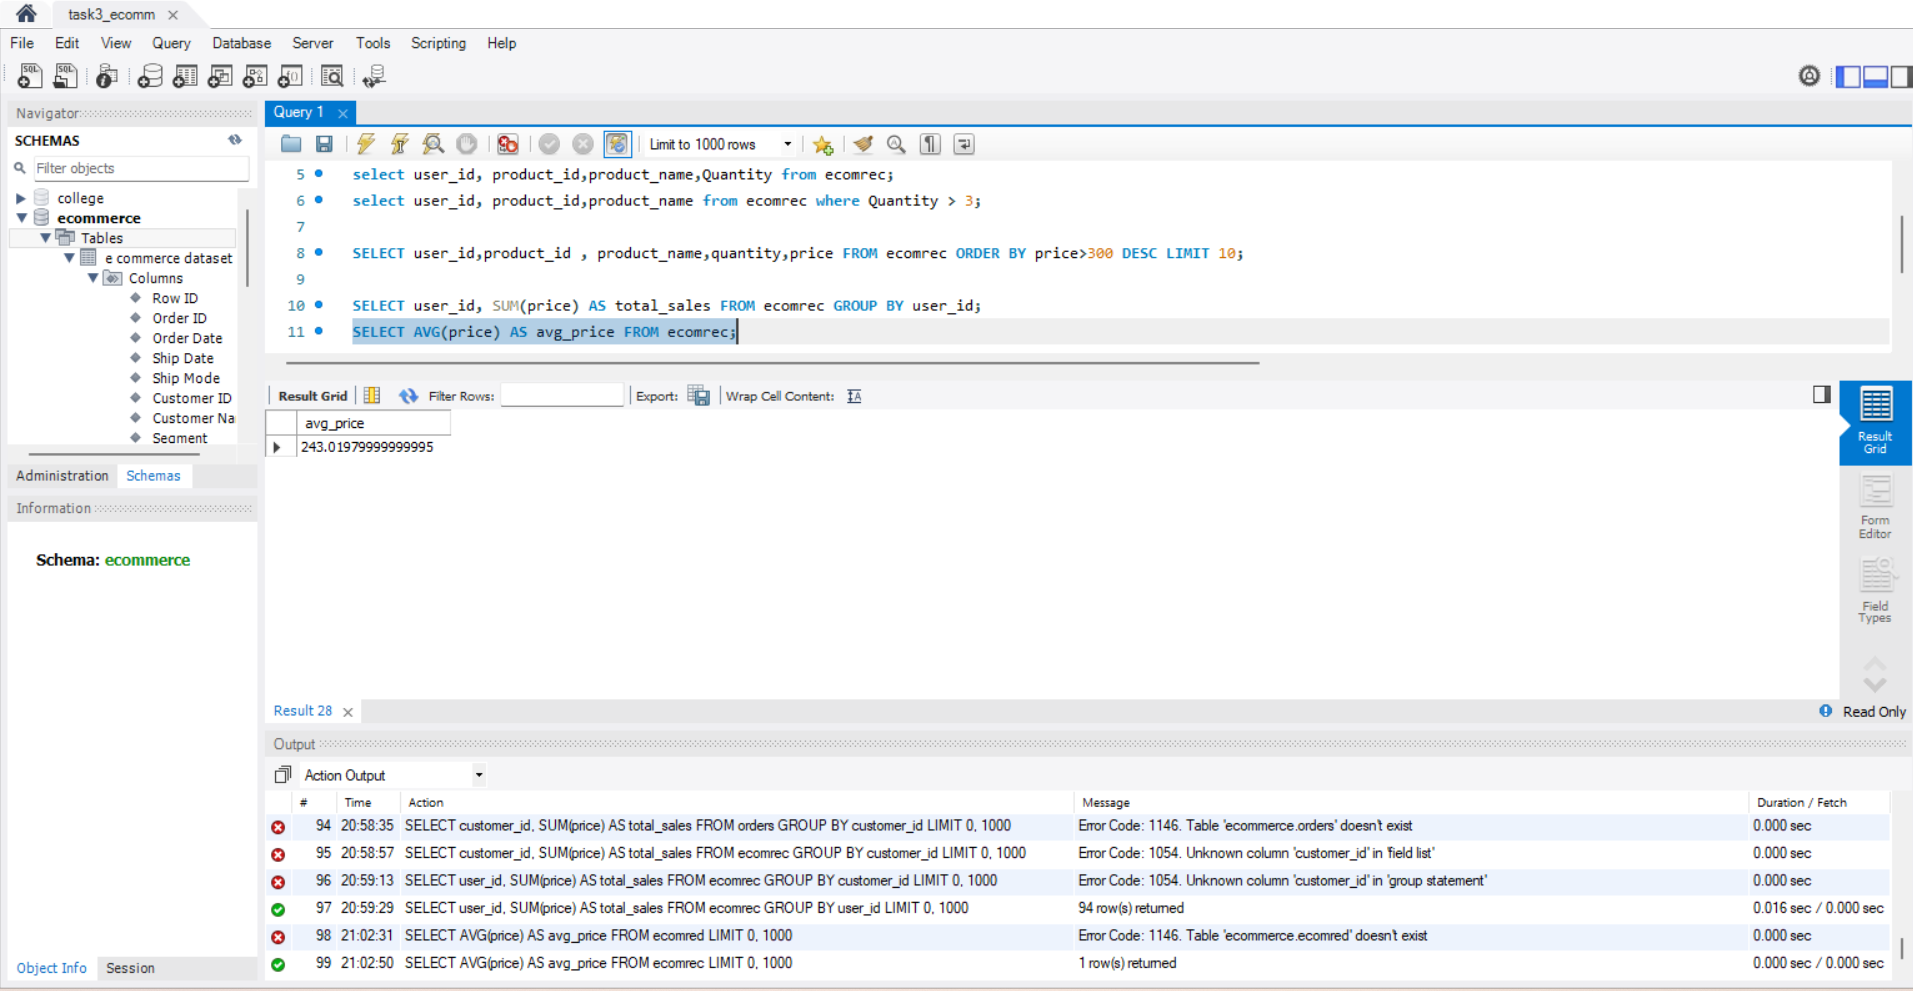 task3_ecomm
File Edit View Query Database Server Tools Scripting Help
Navigator
SCHEMAS
Filter objects
college
ecommerce
Tables
e commerce dataset
Columns
Row ID
Order ID
Order Date
Ship Date
Ship Mode
Customer ID
Customer Na
Segment
Administration Schemas
Information
Schema: ecommerce
Object Info Session
Query 1
Limit to 1000 rows
5 select user_id, product_id,product_name,Quantity from ecomrec;
6 select user_id, product_id,product_name from ecomrec where Quantity > 3;
7
8 SELECT user_id,product_id , product_name,quantity,price FROM ecomrec ORDER BY price>300 DESC LIMIT 10;
9
10 SELECT user_id, SUM(price) AS total_sales FROM ecomrec GROUP BY user_id;
11 SELECT AVG(price) AS avg_price FROM ecomrec;
Result Grid Filter Rows: Export: Wrap Cell Content:
avg_price
243.01979999999995
Result Grid
Form Editor
Field Types
Result 28
Read Only
Output
Action Output
# Time Action Message Duration / Fetch
94 20:58:35 SELECT customer_id, SUM(price) AS total_sales FROM orders GROUP BY customer_id LIMIT 0, 1000 Error Code: 1146. Table 'ecommerce.orders' doesn't exist 0.000 sec
95 20:58:57 SELECT customer_id, SUM(price) AS total_sales FROM ecomrec GROUP BY customer_id LIMIT 0, 1000 Error Code: 1054. Unknown column 'customer_id' in 'field list' 0.000 sec
96 20:59:13 SELECT user_id, SUM(price) AS total_sales FROM ecomrec GROUP BY customer_id LIMIT 0, 1000 Error Code: 1054. Unknown column 'customer_id' in 'group statement' 0.000 sec
97 20:59:29 SELECT user_id, SUM(price) AS total_sales FROM ecomrec GROUP BY user_id LIMIT 0, 1000 94 row(s) returned 0.016 sec / 0.000 sec
98 21:02:31 SELECT AVG(price) AS avg_price FROM ecomred LIMIT 0, 1000 Error Code: 1146. Table 'ecommerce.ecomred' doesn't exist 0.000 sec
99 21:02:50 SELECT AVG(price) AS avg_price FROM ecomrec LIMIT 0, 1000 1 row(s) returned 0.000 sec / 0.000 sec